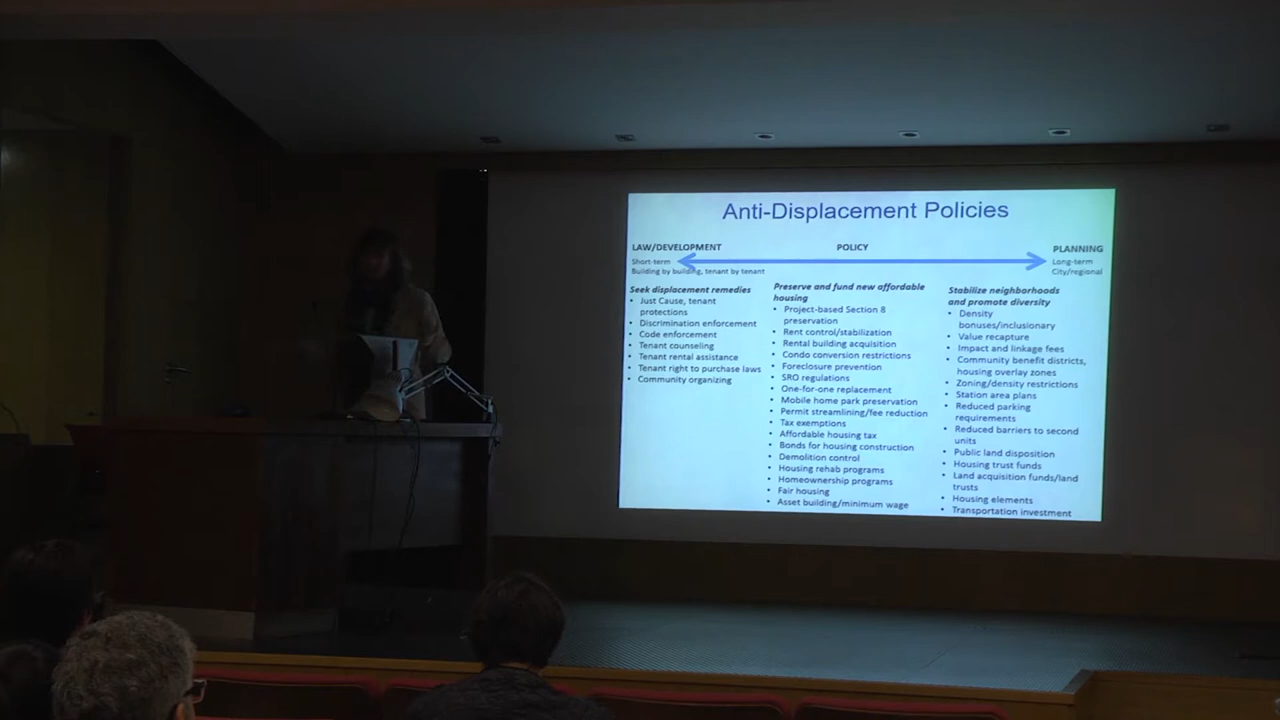 Anti-Displacement Policies
LAW/DEVELOPMENT
POLICY
PLANNING
Short-term
Building by building, tenant by tenant
Long-term
City/regional
Seek displacement remedies
• Just Cause, tenant
protections
• Discrimination enforcement
• Code enforcement
• Tenant counseling
• Tenant rental assistance
• Tenant right to purchase laws
• Community organizing
Preserve and fund new affordable
housing
• Project-based Section 8
preservation
• Rent control/stabilization
• Rental building acquisition
• Condo conversion restrictions
• Foreclosure prevention
• SRO regulations
• One-for-one replacement
• Mobile home park preservation
• Permit streamlining/fee reduction
• Tax exemptions
• Affordable housing tax
• Bonds for housing construction
• Demolition control
• Housing rehab programs
• Homeownership programs
• Fair housing
• Asset building/minimum wage
Stabilize neighborhoods
and promote diversity
• Density
bonuses/inclusionary
• Value recapture
• Impact and linkage fees
• Community benefit districts,
housing overlay zones
• Zoning/density restrictions
• Station area plans
• Reduced parking
requirements
• Reduced barriers to second
units
• Public land disposition
• Housing trust funds
• Land acquisition funds/land
trusts
• Housing elements
• Transportation investment